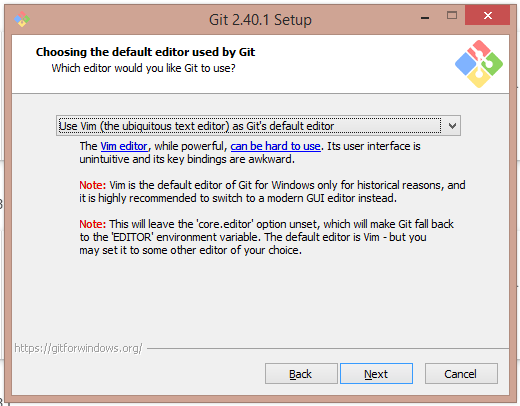 Git 2.40.1 Setup
Choosing the default editor used by Git
Which editor would you like Git to use?
Use Vim (the ubiquitous text editor) as Git's default editor
The Vim editor, while powerful, can be hard to use. Its user interface is
unintuitive and its key bindings are awkward.
Note: Vim is the default editor of Git for Windows only for historical reasons, and
it is highly recommended to switch to a modern GUI editor instead.
Note: This will leave the 'core.editor' option unset, which will make Git fall back
to the 'EDITOR' environment variable. The default editor is Vim - but you
may set it to some other editor of your choice.
https://gitforwindows.org/
Back Next Cancel